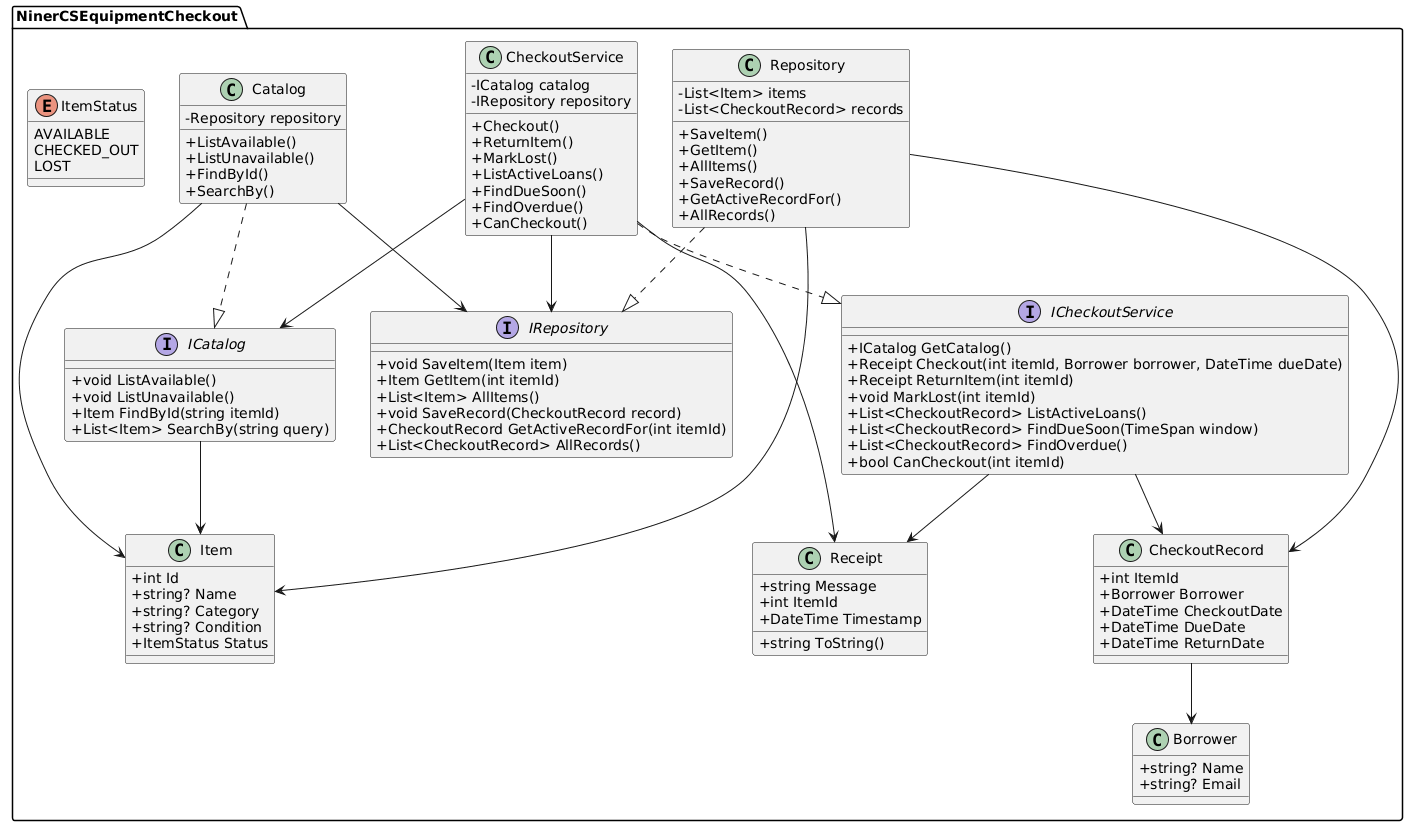 NinerCSEquipmentCheckout
E ItemStatus
AVAILABLE
CHECKED_OUT
LOST
C Catalog
-Repository repository
+ListAvailable()
+ListUnavailable()
+FindById()
+SearchBy()
C CheckoutService
-ICatalog catalog
-IRepository repository
+Checkout()
+ReturnItem()
+MarkLost()
+ListActiveLoans()
+FindDueSoon()
+FindOverdue()
+CanCheckout()
C Repository
-List<Item> items
-List<CheckoutRecord> records
+SaveItem()
+GetItem()
+AllItems()
+SaveRecord()
+GetActiveRecordFor()
+AllRecords()
I ICatalog
+void ListAvailable()
+void ListUnavailable()
+Item FindById(string itemId)
+List<Item> SearchBy(string query)
I IRepository
+void SaveItem(Item item)
+Item GetItem(int itemId)
+List<Item> AllItems()
+void SaveRecord(CheckoutRecord record)
+CheckoutRecord GetActiveRecordFor(int itemId)
+List<CheckoutRecord> AllRecords()
I ICheckoutService
+ICatalog GetCatalog()
+Receipt Checkout(int itemId, Borrower borrower, DateTime dueDate)
+Receipt ReturnItem(int itemId)
+void MarkLost(int itemId)
+List<CheckoutRecord> ListActiveLoans()
+List<CheckoutRecord> FindDueSoon(TimeSpan window)
+List<CheckoutRecord> FindOverdue()
+bool CanCheckout(int itemId)
C Item
+int Id
+string? Name
+string? Category
+string? Condition
+ItemStatus Status
C Receipt
+string Message
+int ItemId
+DateTime Timestamp
+string ToString()
C CheckoutRecord
+int ItemId
+Borrower Borrower
+DateTime CheckoutDate
+DateTime DueDate
+DateTime ReturnDate
C Borrower
+string? Name
+string? Email